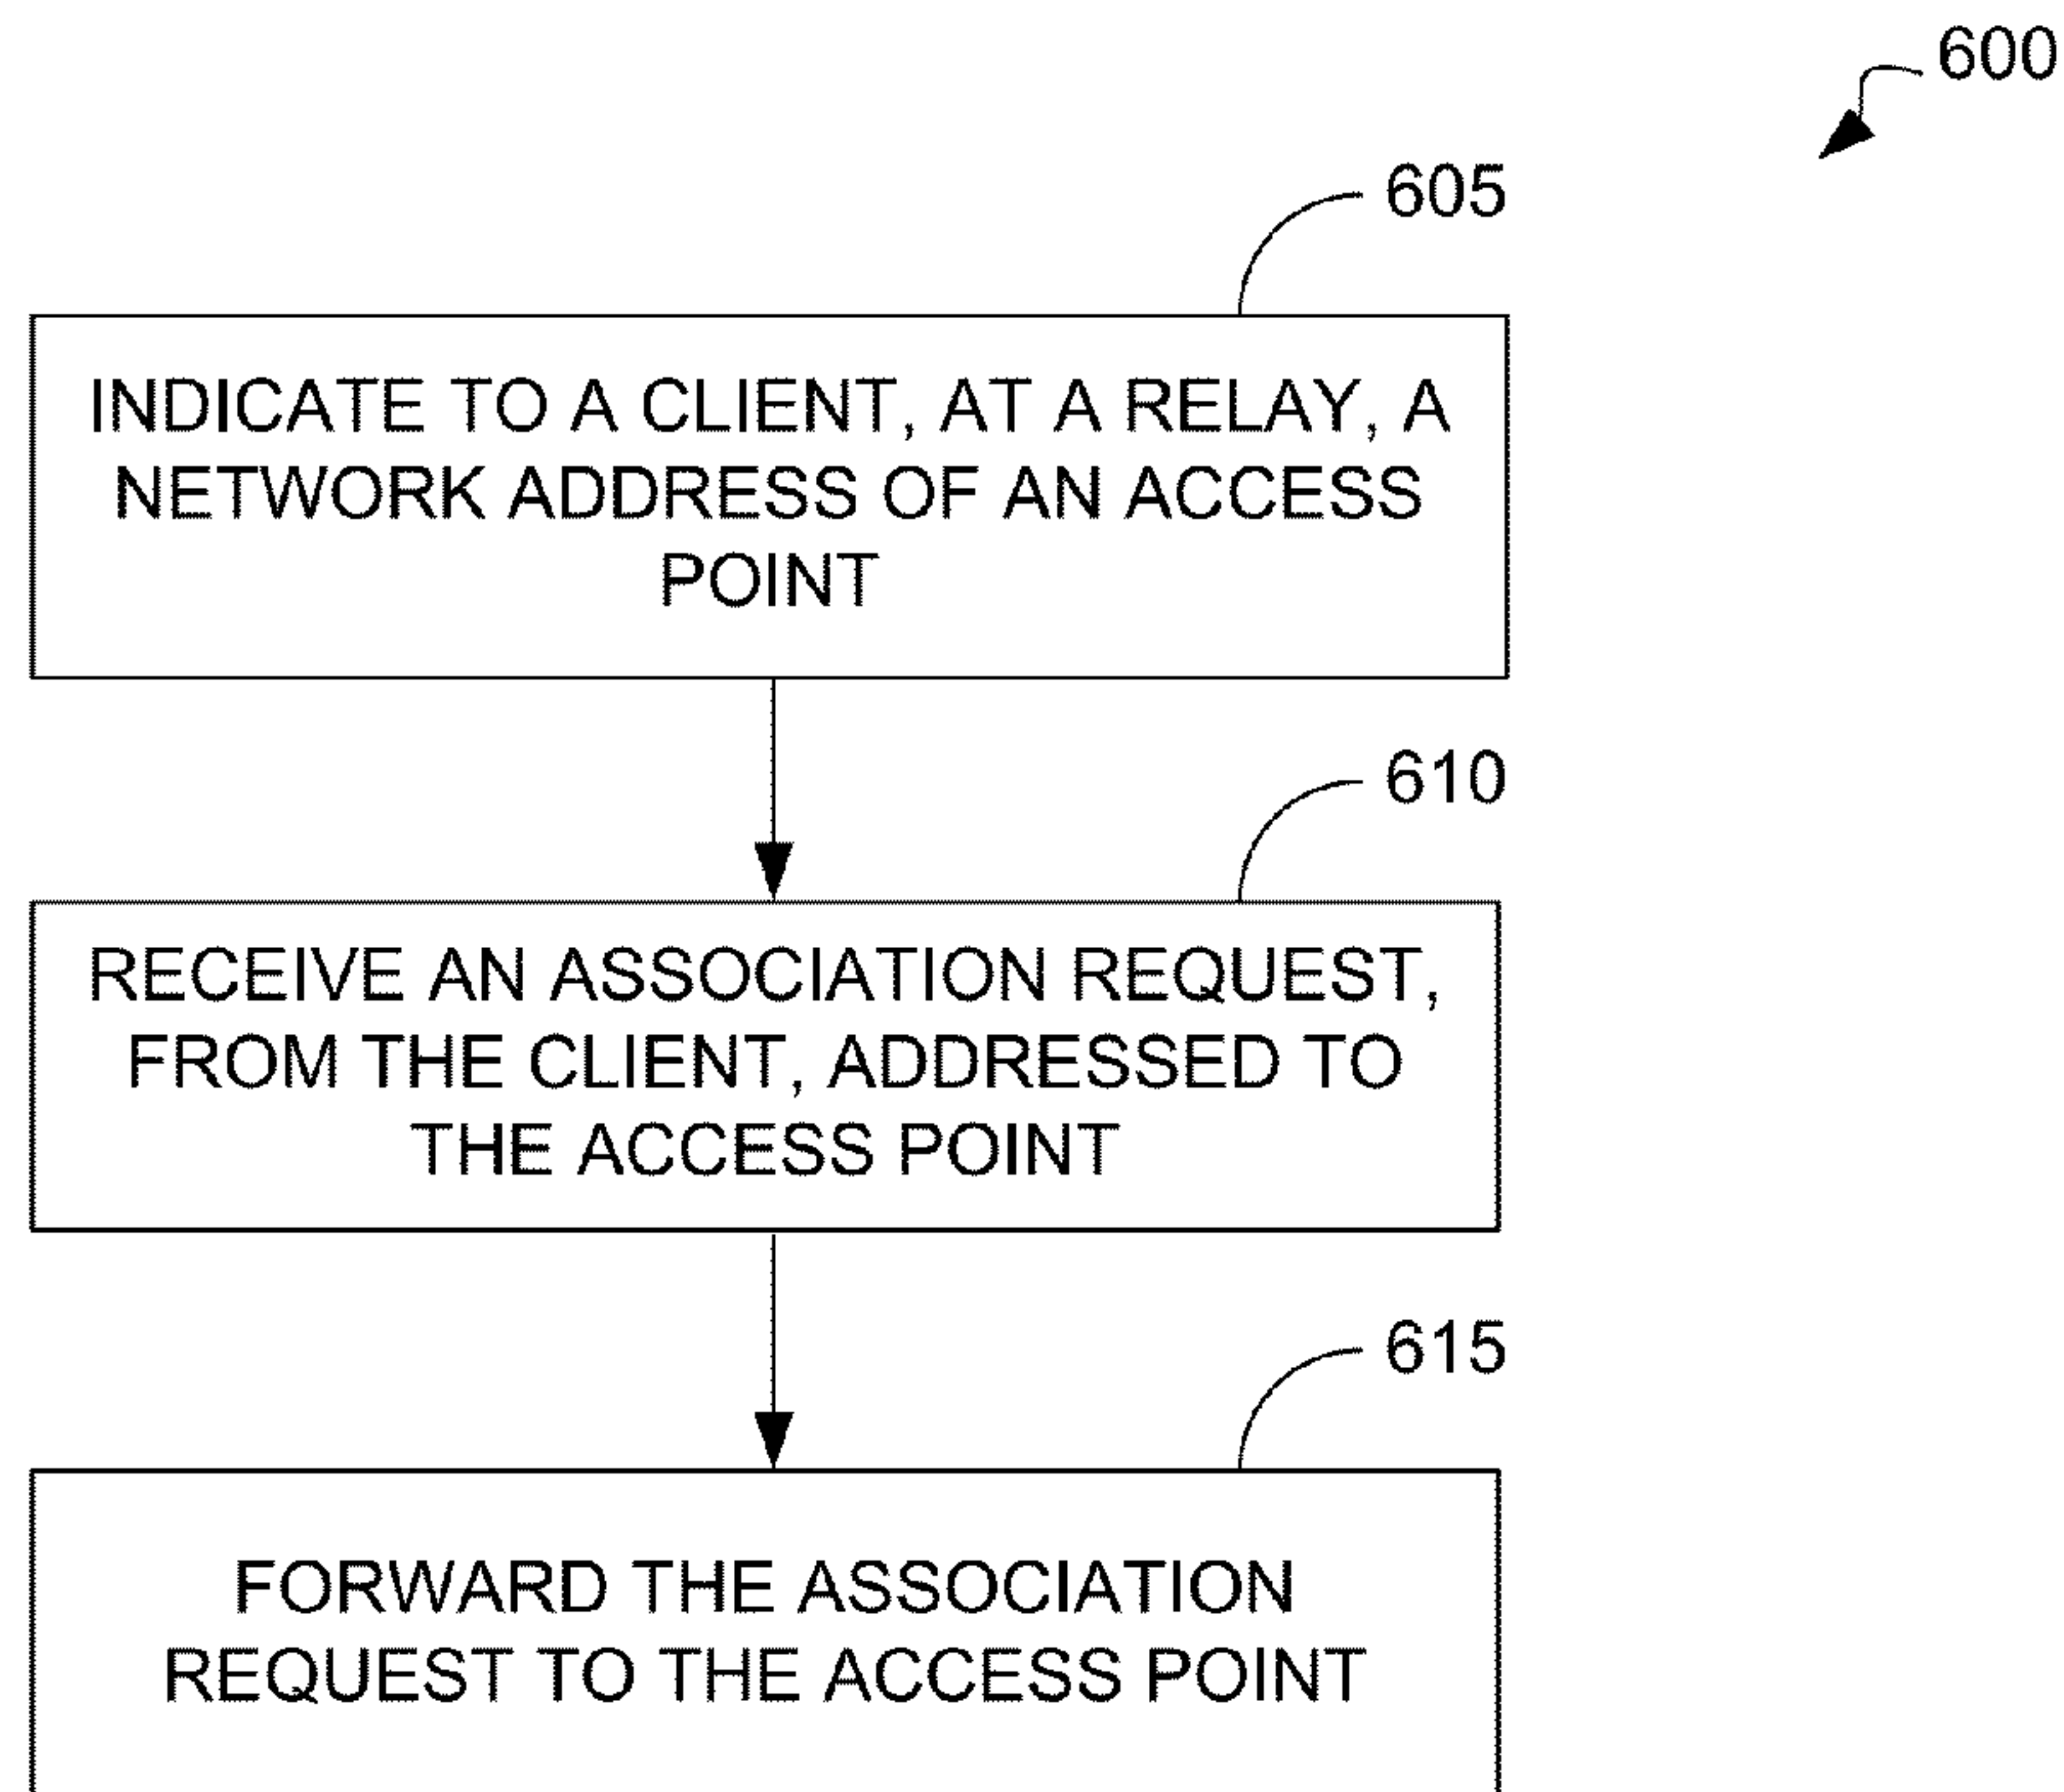 600
605
INDICATE TO A CLIENT, AT A RELAY, A
NETWORK ADDRESS OF AN ACCESS
POINT
610
RECEIVE AN ASSOCIATION REQUEST,
FROM THE CLIENT, ADDRESSED TO
THE ACCESS POINT
615
FORWARD THE ASSOCIATION
REQUEST TO THE ACCESS POINT